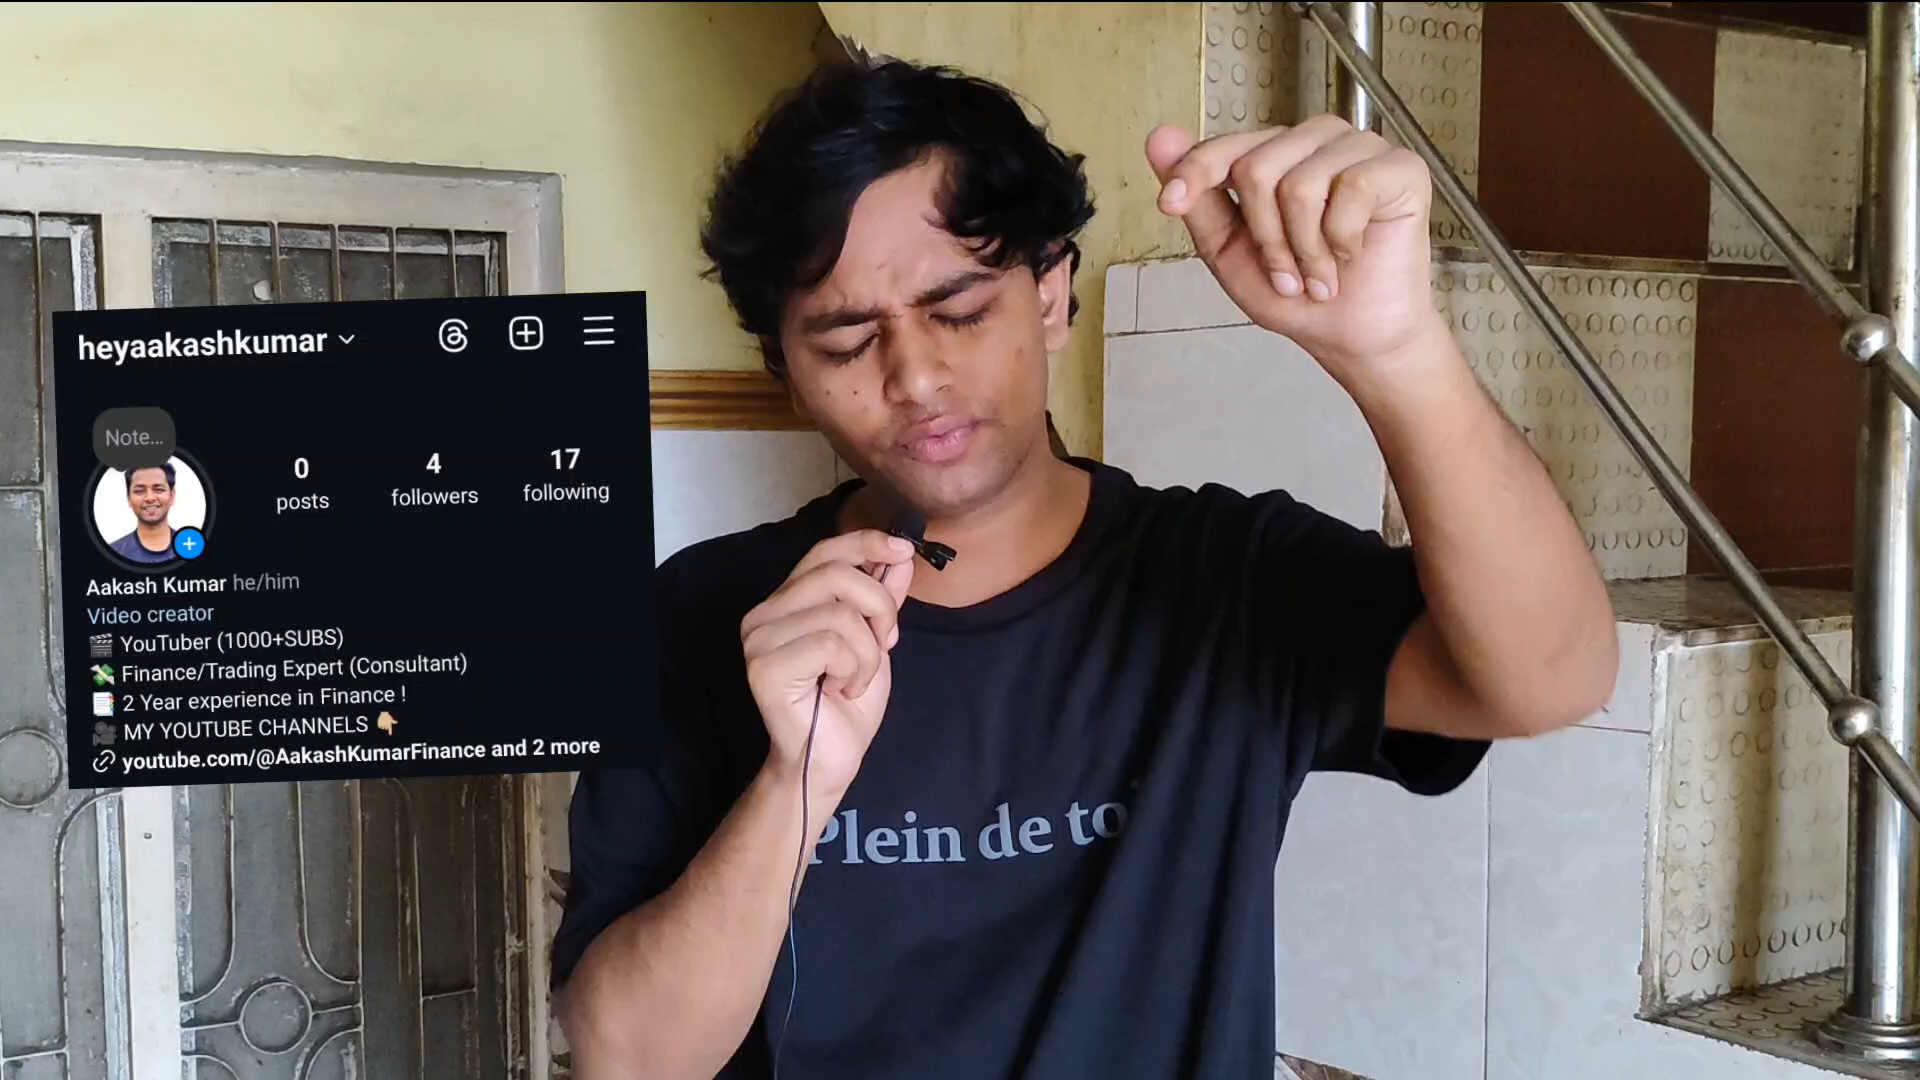 heyaakashkumar
Note...
0 4 17
posts followers following
Aakash Kumar he/him
Video creator
🎬 YouTuber (1000+SUBS)
💸 Finance/Trading Expert (Consultant)
📑 2 Year experience in Finance !
🎥 MY YOUTUBE CHANNELS 👇🏼
youtube.com/@AakashKumarFinance and 2 more
Plein de to